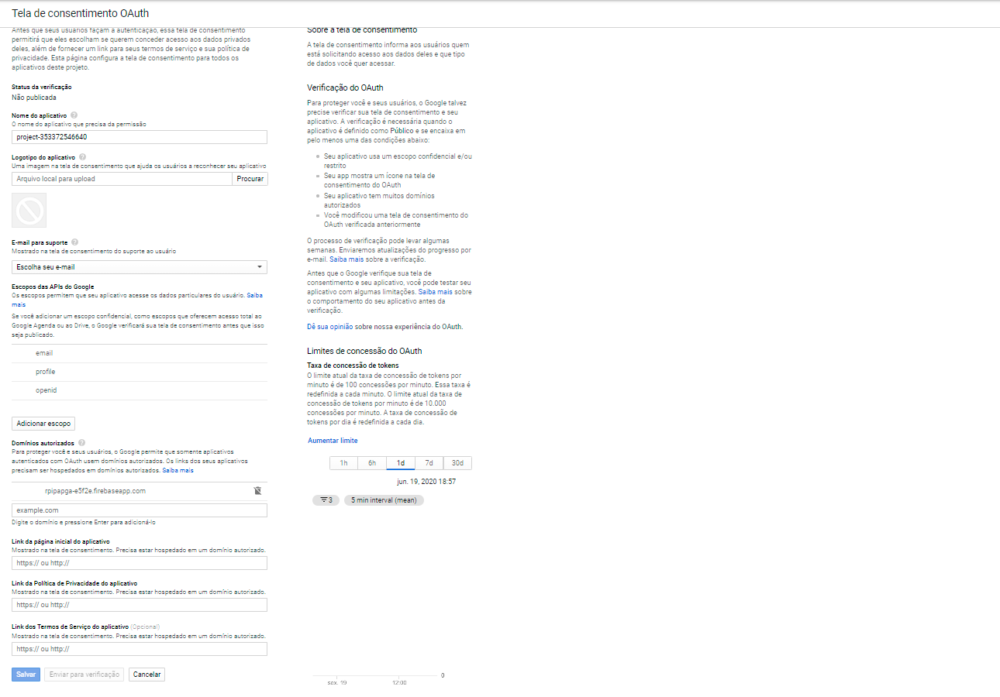 Tela de consentimento OAuth
Antes que seus usuários façam a autenticação, essa tela de consentimento
permitirá que eles escolham se querem conceder acesso aos dados privados
deles, além de fornecer um link para seus termos de serviço e sua política de
privacidade. Esta página configura a tela de consentimento para todos os
aplicativos deste projeto.
Status da verificação
Não publicada
Nome do aplicativo ?
O nome do aplicativo que precisa da permissão
project-353372546640
Logotipo do aplicativo ?
Uma imagem na tela de consentimento que ajuda os usuários a reconhecer seu aplicativo
Arquivo local para upload Procurar
E-mail para suporte ?
Mostrado na tela de consentimento do suporte ao usuário
Escolha seu e-mail
Escopos das APIs do Google
Os escopos permitem que seu aplicativo acesse os dados particulares do usuário. Saiba
mais
Se você adicionar um escopo confidencial, como escopos que oferecem acesso total ao
Google Agenda ou ao Drive, o Google verificará sua tela de consentimento antes que isso
seja publicado.
email
profile
openid
Adicionar escopo
Domínios autorizados ?
Para proteger você e seus usuários, o Google permite que somente aplicativos
autenticados com OAuth usem domínios autorizados. Os links dos seus aplicativos
precisam ser hospedados em domínios autorizados. Saiba mais
rpipapga-e5f2e.firebaseapp.com
example.com
Digite o domínio e pressione Enter para adicioná-lo
Link da página inicial do aplicativo
Mostrado na tela de consentimento. Precisa estar hospedado em um domínio autorizado.
https:// ou http://
Link da Política de Privacidade do aplicativo
Mostrado na tela de consentimento. Precisa estar hospedado em um domínio autorizado.
https:// ou http://
Link dos Termos de Serviço do aplicativo (Opcional)
Mostrado na tela de consentimento. Precisa estar hospedado em um domínio autorizado.
https:// ou http://
Salvar Enviar para verificação Cancelar
Sobre a tela de consentimento
A tela de consentimento informa aos usuários quem
está solicitando acesso aos dados deles e que tipo
de dados você quer acessar.
Verificação do OAuth
Para proteger você e seus usuários, o Google talvez
precise verificar sua tela de consentimento e seu
aplicativo. A verificação é necessária quando o
aplicativo é definido como Público e se encaixa em
pelo menos uma das condições abaixo:
Seu aplicativo usa um escopo confidencial e/ou
restrito
Seu app mostra um ícone na tela de
consentimento do OAuth
Seu aplicativo tem muitos domínios
autorizados
Você modificou uma tela de consentimento do
OAuth verificada anteriormente
O processo de verificação pode levar algumas
semanas. Enviaremos atualizações do progresso por
e-mail. Saiba mais sobre a verificação.
Antes que o Google verifique sua tela de
consentimento e seu aplicativo, você pode testar seu
aplicativo com algumas limitações. Saiba mais sobre
o comportamento do seu aplicativo antes da
verificação.
Dê sua opinião sobre nossa experiência do OAuth.
Limites de concessão do OAuth
Taxa de concessão de tokens
O limite atual da taxa de concessão de tokens por
minuto é de 100 concessões por minuto. Essa taxa é
redefinida a cada minuto. O limite atual da taxa de
concessão de tokens por minuto é de 10.000
concessões por minuto. A taxa de concessão de
tokens por dia é redefinida a cada dia.
Aumentar limite
1h 6h 1d 7d 30d
jun. 19, 2020 18:57
3 5 min interval (mean)
0
sex. 19 12:00